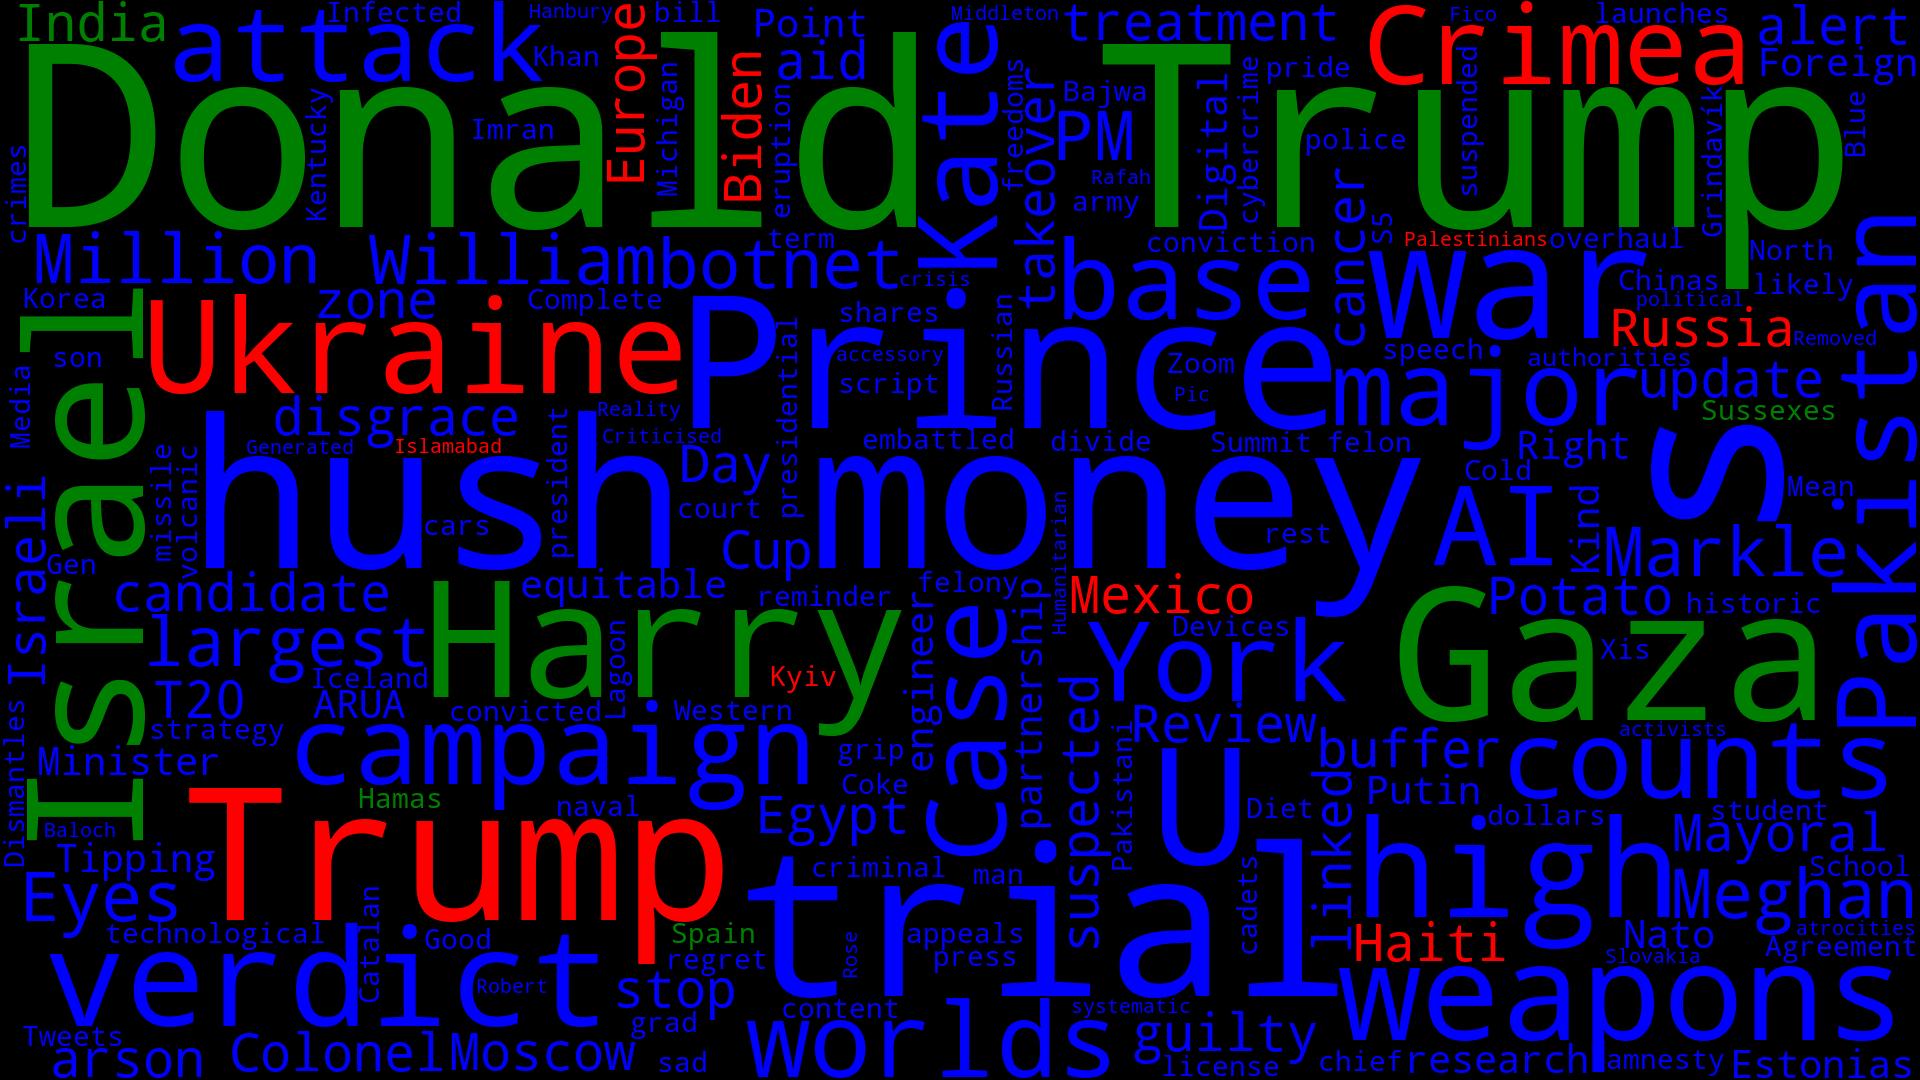 India
attack
Infected
Hanbury
bill
Point
Middleton
treatment
Fico
launches
alert
Khan
Europe
Biden
aid
Kate
Crimea
Foreign
Donald Trump
Michigan
Imran
eruption
freedoms
takeover
Bajwa
PM
Rafah
army
Digital
cybercrime
pride
police
suspended
Grindavik
Blue
crimes
Kentucky
Million
William
botnet
term
crisis
conviction
cancer
S5
Palestinians
overhaul
North
Chinas
likely
political
Korea
zone
Complete
base
war
Pakistan
Israel
Ukraine
Prince
shares
Russian
Russia
Removed
son
accessory
script
presidential
Zoom
Pic
speech
authorities
major
update
Media
disgrace
Reality
Sussexes
Generated
Islamabad
president
Criticised
embattled
divide
Summit
felon
Right
s
missile
volcanic
hush money
Day
court
cars
Cup
rest
Cold
AI
Kind
Mean
Markle
Israeli
Gen
candidate
equitable
reminder
felony
Humanitarian
Mexico
Potato
historic
largest
Harry
Lagoon
Kyiv
engineer
Case
partnership
York
Devices
Gaza
Xis
Iceland
T20
ARUA
convicted
Western
strategy
Dismantles
Minister
campaign
grip
Coke
suspected
Pakistani
Review
buffer
counts
activists
Putin
Trump
Hamas
naval
Egypt
U
Diet
linked
dollars
student
Mayoral
Baloch
Tipping
criminal
man
trial
cadets
high
School
Eyes
Meghan
technological
Catalan
Good
Spain
regret
Rose
appeals
press
Haiti
Nato
atrocities
Agreement
Slovakia
verdict
Robert
stop
grad
content
systematic
weapons
Tweets
arson
Colonel
Moscow
sad
worlds
guilty
license
chief
research
amnesty
Estonias